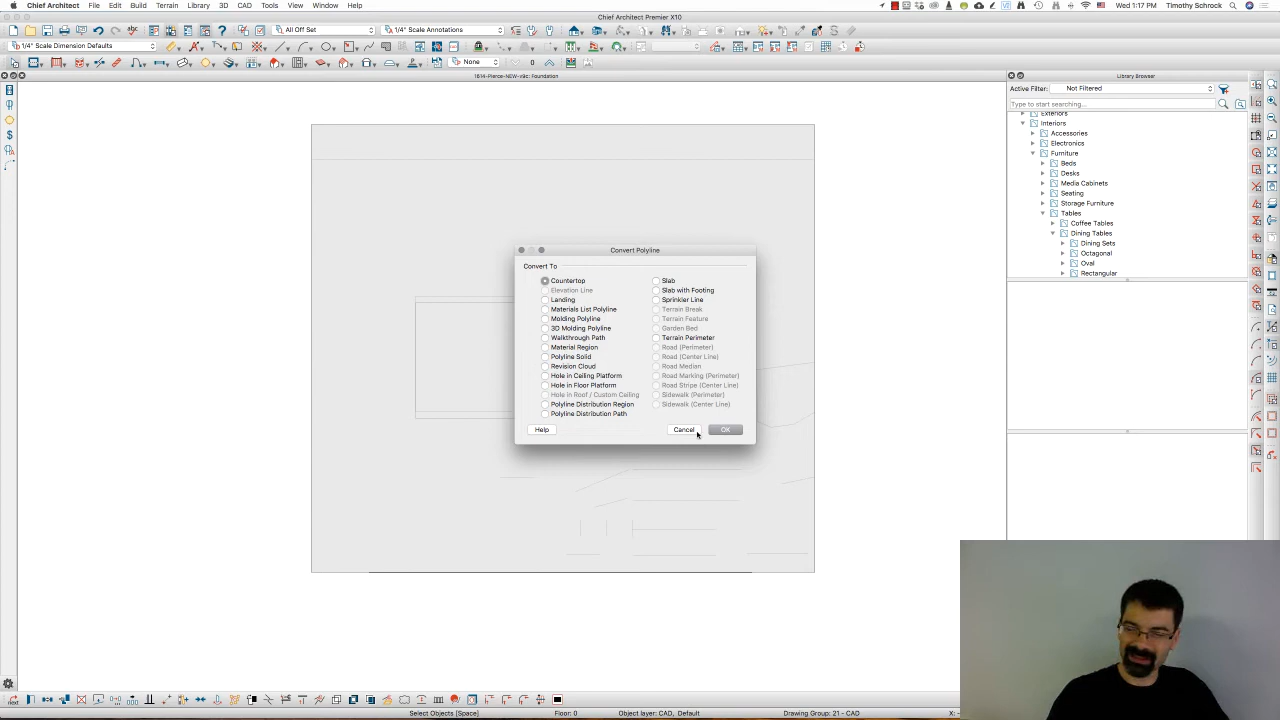 Chief Architect File Edit Build Terrain Library 3D CAD Tools Views Window Help Wed 1:17 PM Timothy Schrock
Chief Architect Premier X10
All Off Set 1/4" Scale Annotations
1/4" Scale Dimension Defaults
None 0
1614-Pierce-NEW-v8c: Foundation Library Browser
Active Filter: Not Filtered
Type to start searching...
Exteriors
Interiors
Accessories
Electronics
Furniture
Beds
Desks
Media Cabinets
Seating
Storage Furniture
Tables
Coffee Tables
Dining Tables
Dining Sets
Octagonal
Oval
Rectangular
Convert Polyline
Convert To
Countertop
Elevation Line
Landing
Materials List Polyline
Molding Polyline
3D Molding Polyline
Walkthrough Path
Material Region
Polyline Solid
Revision Cloud
Hole in Ceiling Platform
Hole in Floor Platform
Hole in Roof / Custom Ceiling
Polyline Distribution Region
Polyline Distribution Path
Slab
Slab with Footing
Sprinkler Line
Terrain Break
Terrain Feature
Garden Bed
Terrain Perimeter
Road (Perimeter)
Road (Center Line)
Road Median
Road Marking (Perimeter)
Road Stripe (Center Line)
Sidewalk (Perimeter)
Sidewalk (Center Line)
Help Cancel OK
Select Objects [Space] Floor: 0 Object layer: CAD, Default Drawing Group: 21 - CAD X: -